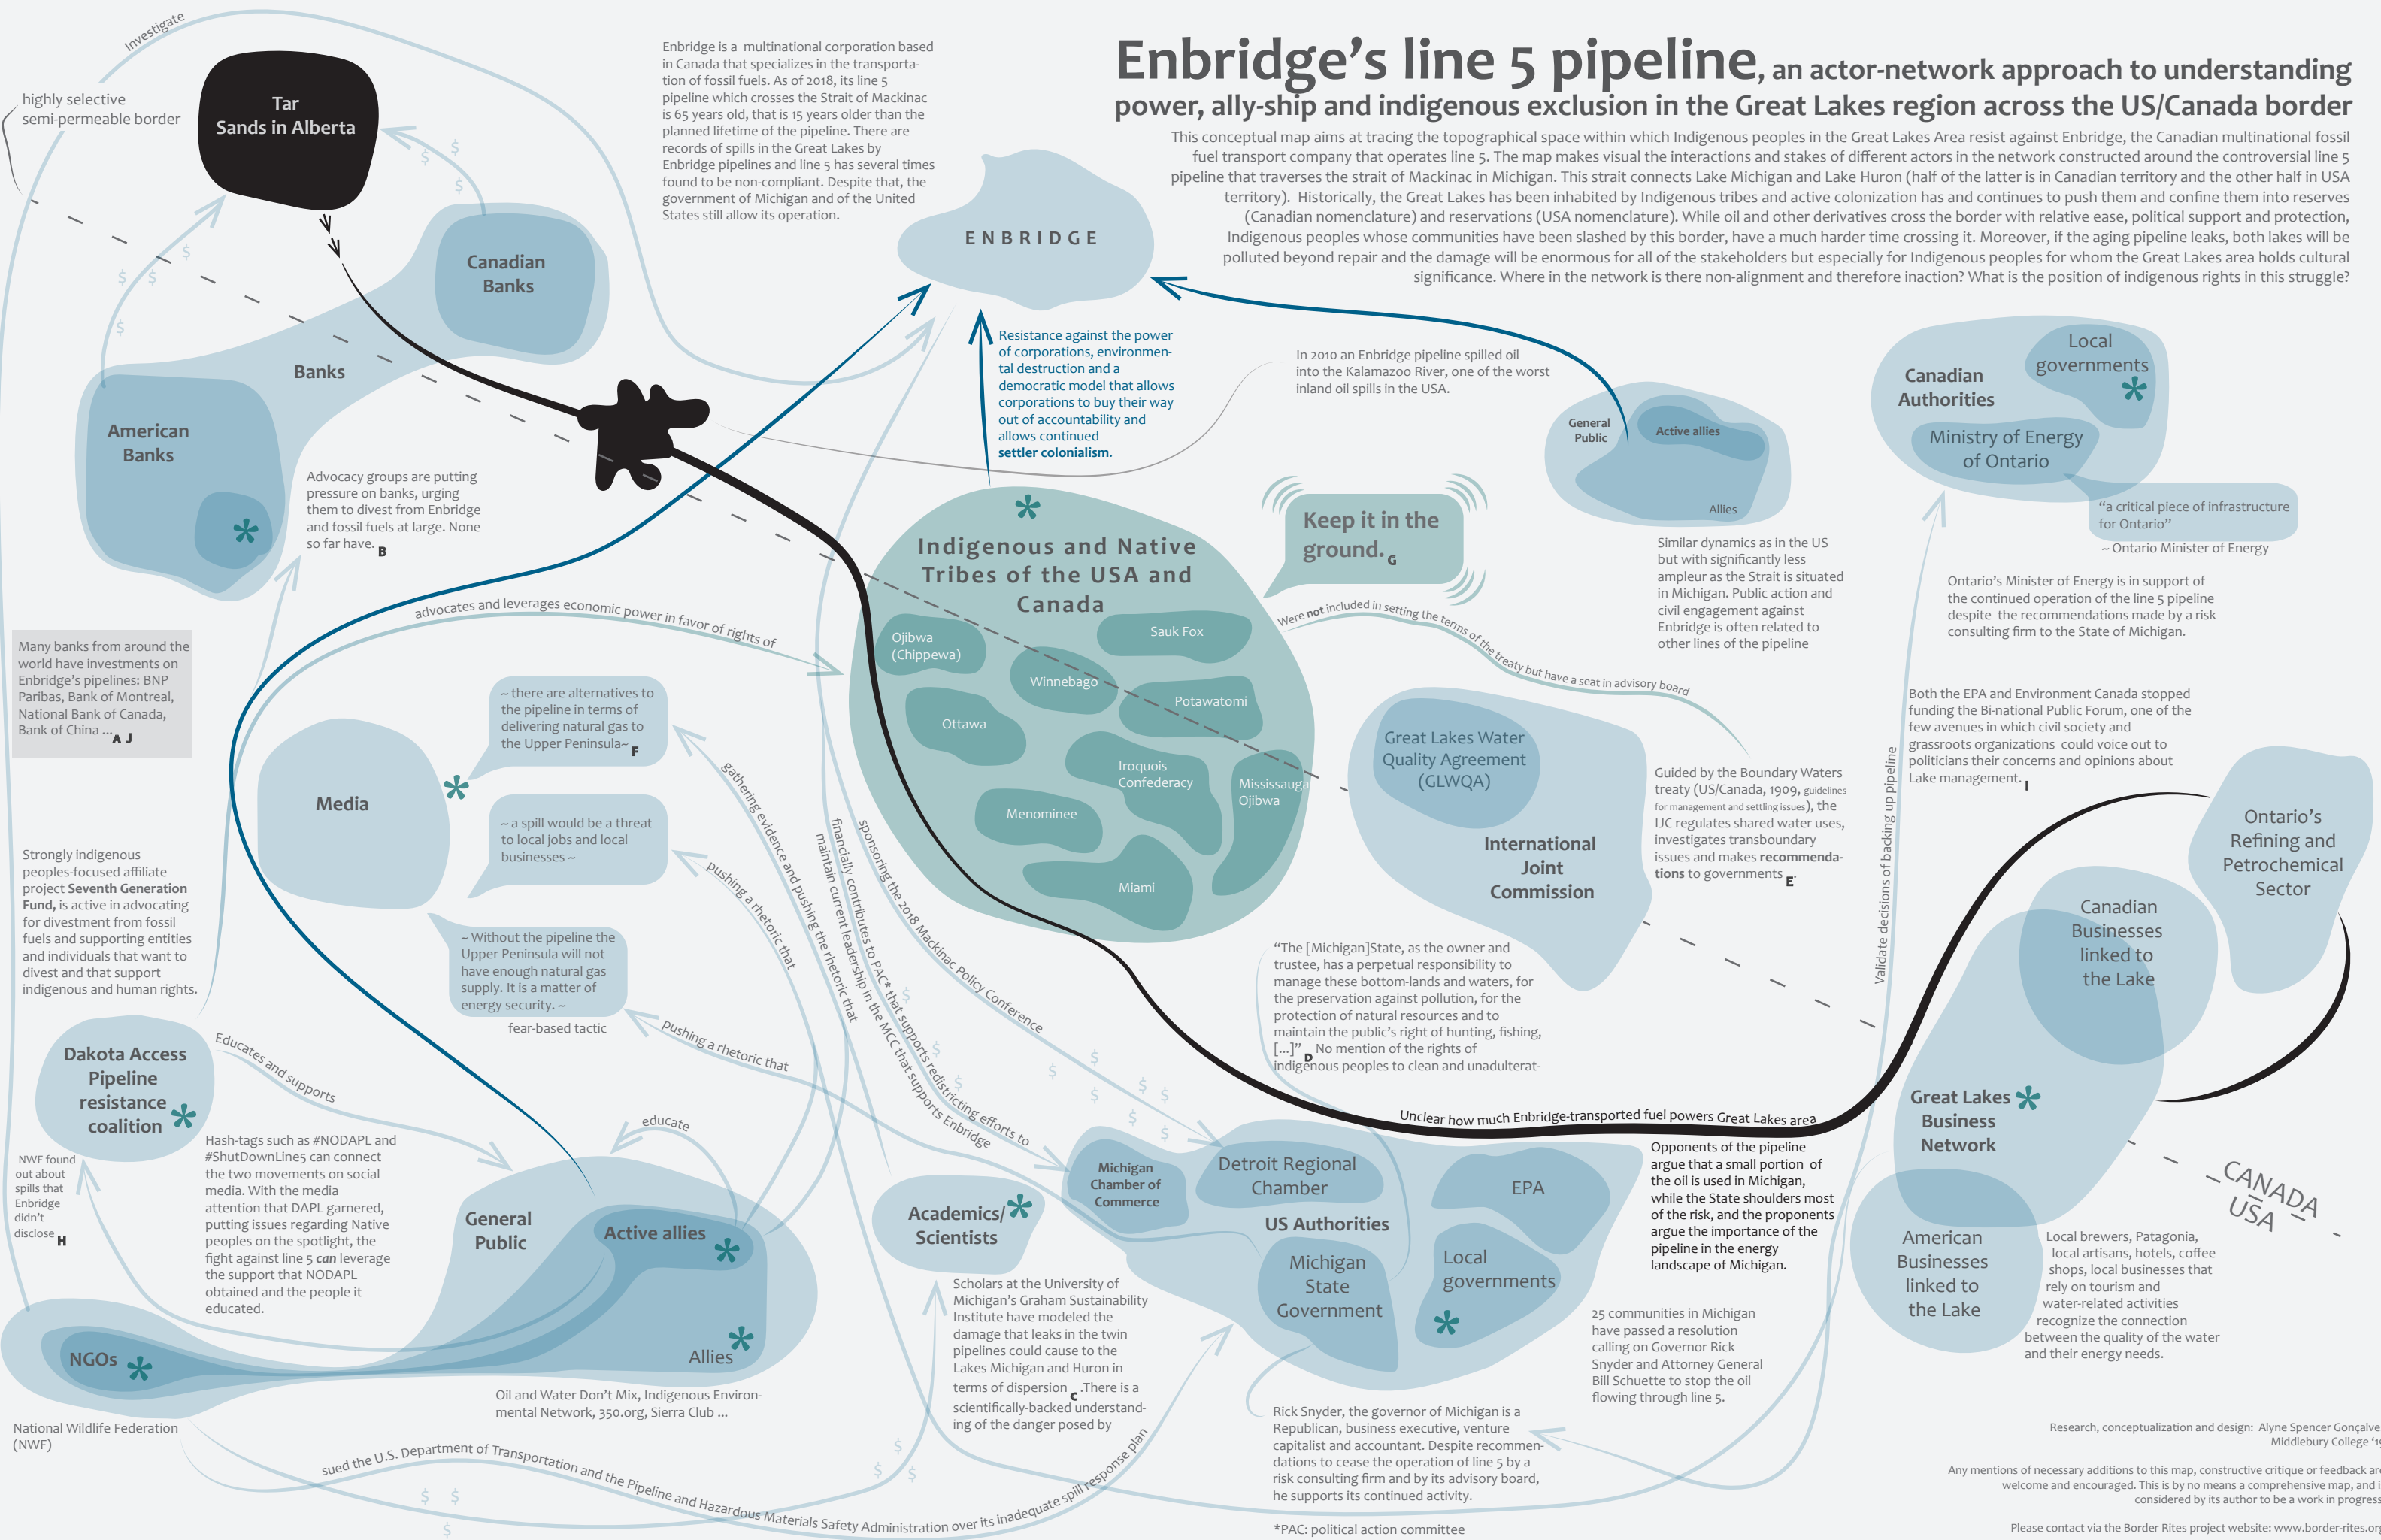 Enbridge's line 5 pipeline, an actor-network approach to understanding
power, ally-ship and indigenous exclusion in the Great Lakes region across the US/Canada border
This conceptual map aims at tracing the topographical space within which Indigenous peoples in the Great Lakes Area resist against Enbridge, the Canadian multinational fossil
fuel transport company that operates line 5. The map makes visual the interactions and stakes of different actors in the network constructed around the controversial line 5
pipeline that traverses the strait of Mackinac in Michigan. This strait connects Lake Michigan and Lake Huron (half of the latter is in Canadian territory and the other half in USA
territory). Historically, the Great Lakes has been inhabited by Indigenous tribes and active colonization has and continues to push them and confine them into reserves
(Canadian nomenclature) and reservations (USA nomenclature). While oil and other derivatives cross the border with relative ease, political support and protection,
Indigenous peoples whose communities have been slashed by this border, have a much harder time crossing it. Moreover, if the aging pipeline leaks, both lakes will be
polluted beyond repair and the damage will be enormous for all of the stakeholders but especially for Indigenous peoples for whom the Great Lakes area holds cultural
significance. Where in the network is there non-alignment and therefore inaction? What is the position of indigenous rights in this struggle?
Investigate
highly selective
semi-permeable border
Tar
Sands in Alberta
$ $ $
$ $ $ $
Enbridge is a multinational corporation based
in Canada that specializes in the transporta-
tion of fossil fuels. As of 2018, its line 5
pipeline which crosses the Strait of Mackinac
is 65 years old, that is 15 years older than the
planned lifetime of the pipeline. There are
records of spills in the Great Lakes by
Enbridge pipelines and line 5 has several times
found to be non-compliant. Despite that, the
government of Michigan and of the United
States still allow its operation.
ENBRIDGE
Canadian
Banks
Banks
American
Banks
*
Advocacy groups are putting
pressure on banks, urging
them to divest from Enbridge
and fossil fuels at large. None
so far have. B
Resistance against the power
of corporations, environmen-
tal destruction and a
democratic model that allows
corporations to buy their way
out of accountability and
allows continued
settler colonialism.
In 2010 an Enbridge pipeline spilled oil
into the Kalamazoo River, one of the worst
inland oil spills in the USA.
General
Public
Active allies
Allies
Similar dynamics as in the US
but with significantly less
ampleur as the Strait is situated
in Michigan. Public action and
civil engagement against
Enbridge is often related to
other lines of the pipeline
Canadian
Authorities
Local
governments
*
Ministry of Energy
of Ontario
"a critical piece of infrastructure
for Ontario"
~ Ontario Minister of Energy
Ontario's Minister of Energy is in support of
the continued operation of the line 5 pipeline
despite the recommendations made by a risk
consulting firm to the State of Michigan.
Many banks from around the
world have investments on
Enbridge's pipelines: BNP
Paribas, Bank of Montreal,
National Bank of Canada,
Bank of China ... A J
advocates and leverages economic power in favor of rights of
*
Indigenous and Native
Tribes of the USA and
Canada
Ojibwa
(Chippewa)
Sauk Fox
Winnebago
Potawatomi
Ottawa
Iroquois
Confederacy
Mississauga
Ojibwa
Menominee
Miami
Keep it in the
ground. G
Were not included in setting the terms of the treaty but have a seat in advisory board
Great Lakes Water
Quality Agreement
(GLWQA)
International
Joint
Commission
Guided by the Boundary Waters
treaty (US/Canada, 1909, guidelines
for management and settling issues), the
IJC regulates shared water uses,
investigates transboundary
issues and makes recommenda-
tions to governments E.
Both the EPA and Environment Canada stopped
funding the Bi-national Public Forum, one of the
few avenues in which civil society and
grassroots organizations could voice out to
politicians their concerns and opinions about
Lake management. I
Validate decisions of backing up pipeline
Media
*
~ there are alternatives to
the pipeline in terms of
delivering natural gas to
the Upper Peninsula~ F
~ a spill would be a threat
to local jobs and local
businesses ~
~ Without the pipeline the
Upper Peninsula will not
have enough natural gas
supply. It is a matter of
energy security. ~
fear-based tactic
gathering evidence and pushing the rhetoric that
pushing a rhetoric that
pushing a rhetoric that
financially contributes to PAC* that supports redistricting efforts to
maintain current leadership in the MCC that supports Enbridge
sponsoring the 2018 Mackinac Policy Conference
$ $ $
$ $ $ $ $ $ $
Strongly indigenous
peoples-focused affiliate
project Seventh Generation
Fund, is active in advocating
for divestment from fossil
fuels and supporting entities
and individuals that want to
divest and that support
indigenous and human rights.
Dakota Access
Pipeline
resistance
coalition
*
Educates and supports
educate
NWF found
out about
spills that
Enbridge
didn't
disclose H
Hash-tags such as #NODAPL and
#ShutDownLine5 can connect
the two movements on social
media. With the media
attention that DAPL garnered,
putting issues regarding Native
peoples on the spotlight, the
fight against line 5 can leverage
the support that NODAPL
obtained and the people it
educated.
General
Public
Active allies
*
Allies
*
NGOs
*
National Wildlife Federation
(NWF)
Oil and Water Don't Mix, Indigenous Environ-
mental Network, 350.org, Sierra Club ...
sued the U.S. Department of Transportation and the Pipeline and Hazardous Materials Safety Administration over its inadequate spill response plan
$ $ $
$ $ $
Academics/
Scientists
*
Scholars at the University of
Michigan's Graham Sustainability
Institute have modeled the
damage that leaks in the twin
pipelines could cause to the
Lakes Michigan and Huron in
terms of dispersion C .There is a
scientifically-backed understand-
ing of the danger posed by
"The [Michigan]State, as the owner and
trustee, has a perpetual responsibility to
manage these bottom-lands and waters, for
the preservation against pollution, for the
protection of natural resources and to
maintain the public's right of hunting, fishing,
[...]" D No mention of the rights of
indigenous peoples to clean and unadulterat-
Michigan
Chamber of
Commerce
Detroit Regional
Chamber
US Authorities
EPA
Michigan
State
Government
Local
governments
*
Unclear how much Enbridge-transported fuel powers Great Lakes area
Opponents of the pipeline
argue that a small portion of
the oil is used in Michigan,
while the State shoulders most
of the risk, and the proponents
argue the importance of the
pipeline in the energy
landscape of Michigan.
25 communities in Michigan
have passed a resolution
calling on Governor Rick
Snyder and Attorney General
Bill Schuette to stop the oil
flowing through line 5.
Rick Snyder, the governor of Michigan is a
Republican, business executive, venture
capitalist and accountant. Despite recommen-
dations to cease the operation of line 5 by a
risk consulting firm and by its advisory board,
he supports its continued activity.
*PAC: political action committee
Ontario's
Refining and
Petrochemical
Sector
Canadian
Businesses
linked to
the Lake
Great Lakes
Business
Network
*
American
Businesses
linked to
the Lake
CANADA
USA
Local brewers, Patagonia,
local artisans, hotels, coffee
shops, local businesses that
rely on tourism and
water-related activities
recognize the connection
between the quality of the water
and their energy needs.
Research, conceptualization and design: Alyne Spencer Gonçalve
Middlebury College '1
Any mentions of necessary additions to this map, constructive critique or feedback ar
welcome and encouraged. This is by no means a comprehensive map, and i
considered by its author to be a work in progress
Please contact via the Border Rites project website: www.border-rites.or